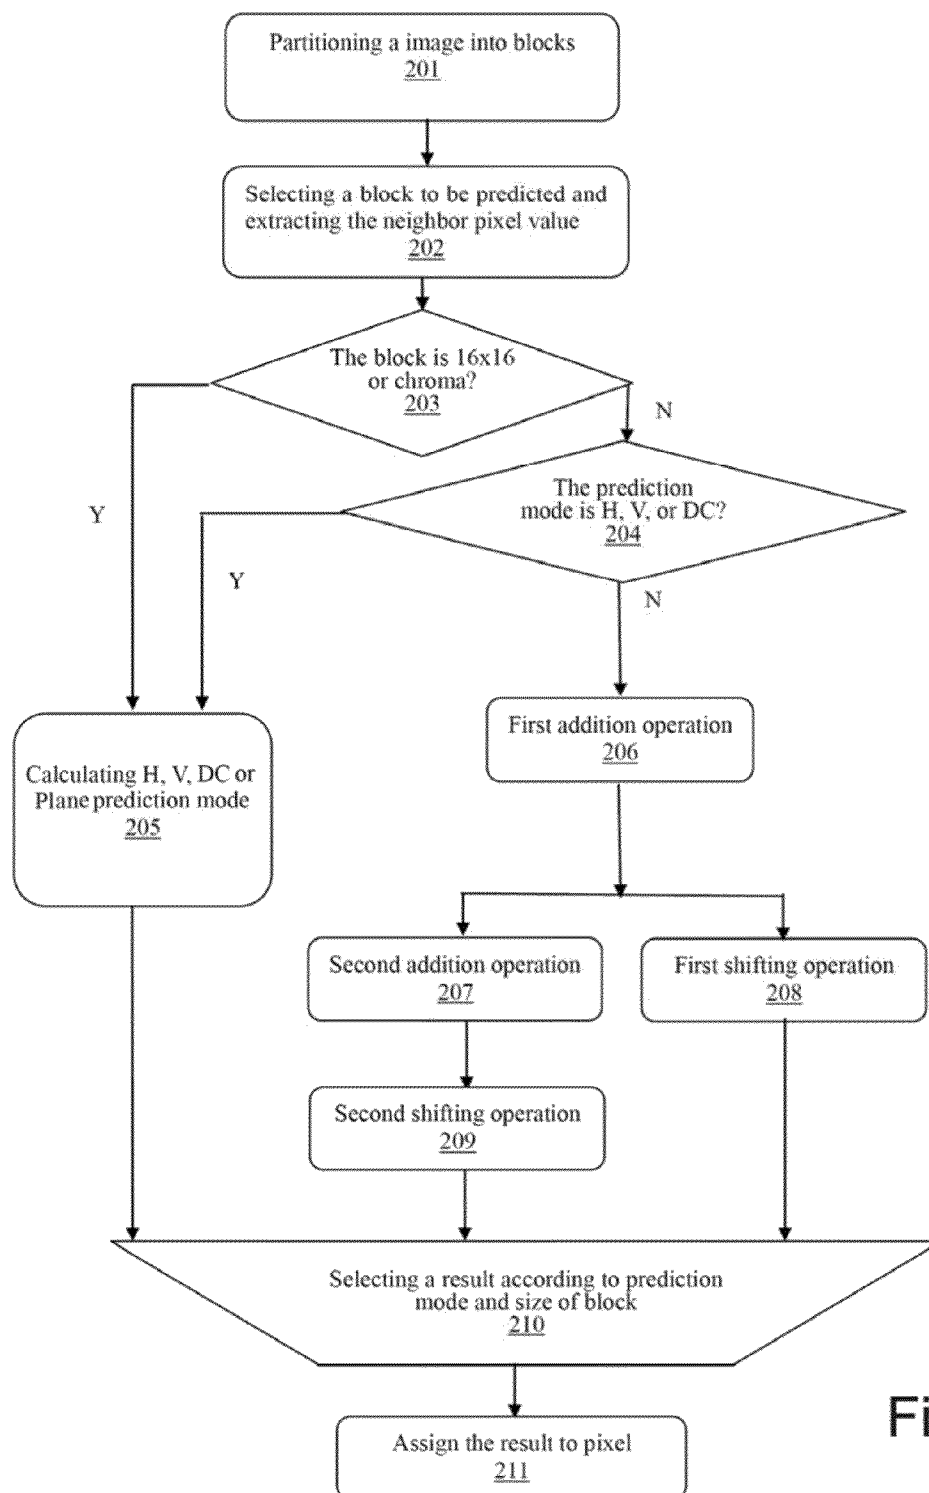 Partitioning a image into blocks
201
Selecting a block to be predicted and
extracting the neighbor pixel value
202
The block is 16x16
or chroma?
203
N
The prediction
mode is H, V, or DC?
204
Y
Y
N
First addition operation
206
Calculating H, V, DC or
Plane prediction mode
205
Second addition operation
207
First shifting operation
208
Second shifting operation
209
Selecting a result according to prediction
mode and size of block
210
Assign the result to pixel
211
Fi